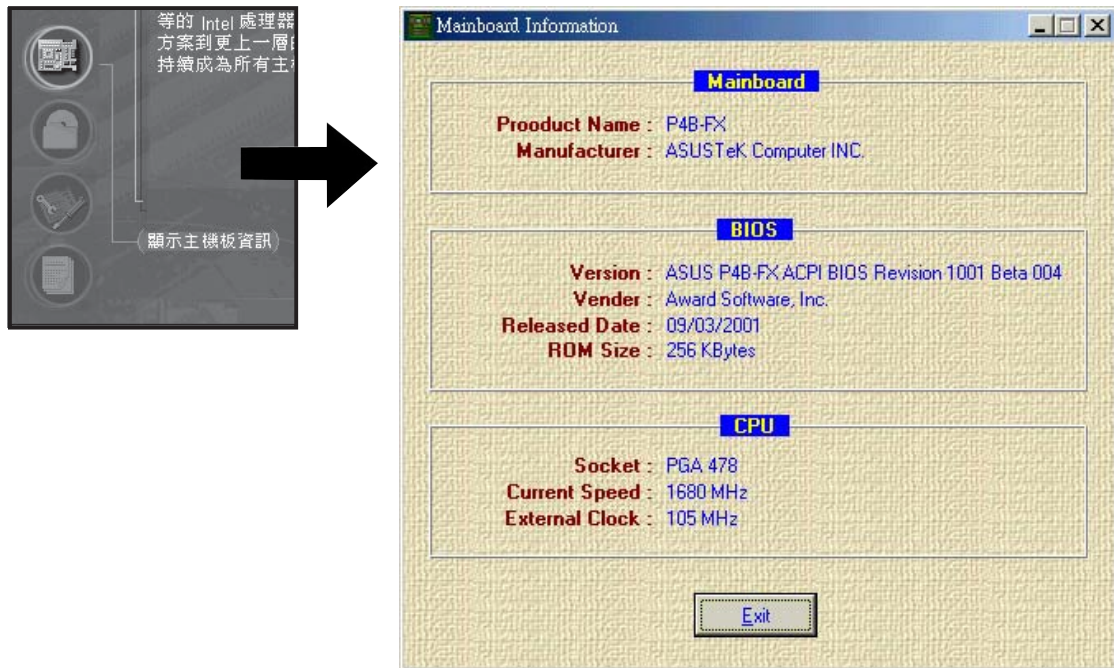 等的 Intel 處理器
方案到更上一層
持續成為所有主
顯示主機板資訊
Mainboard Information
Mainboard
Prooduct Name : P4B-FX
Manufacturer : ASUSTeK Computer INC.
BIOS
Version : ASUS P4B-FX ACPI BIOS Revision 1001 Beta 004
Vender : Award Software, Inc.
Released Date : 09/03/2001
ROM Size : 256 KBytes
CPU
Socket : PGA 478
Current Speed : 1680 MHz
External Clock : 105 MHz
Exit